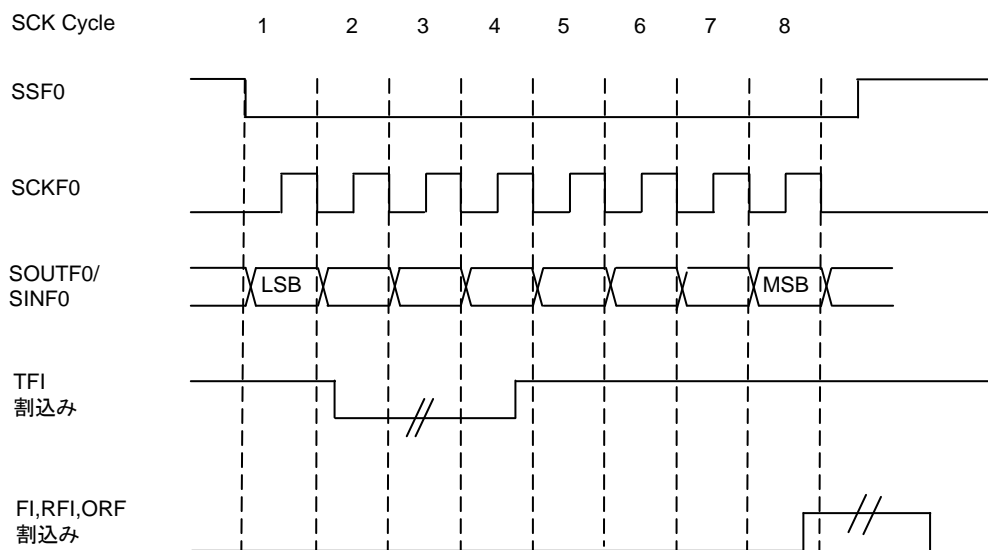 SCK Cycle 1 2 3 4 5 6 7 8
SSF0
SCKF0
SOUTF0/
SINF0
LSB MSB
TFI
割込み
FI,RFI,ORF
割込み